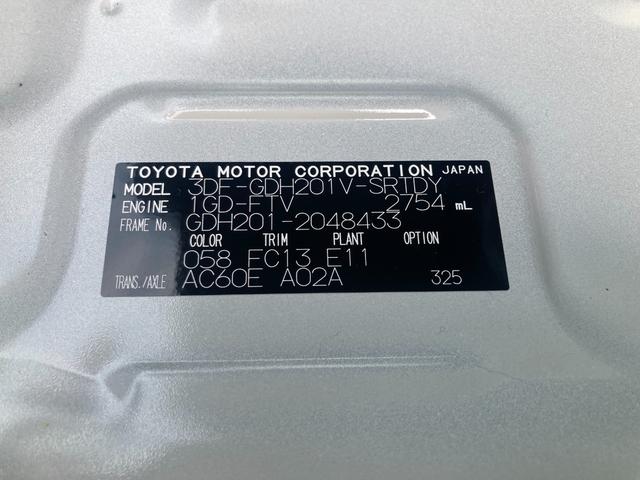 TOYOTA MOTOR CORPORATION JAPAN
MODEL 3DF-GDH201V-SRTDY
ENGINE 1GD-FTV 2754 mL
FRAME No. GDH201-2048433
COLOR TRIM PLANT OPTION
058 FC13 E11
TRANS./AXLE AC60E A02A 325